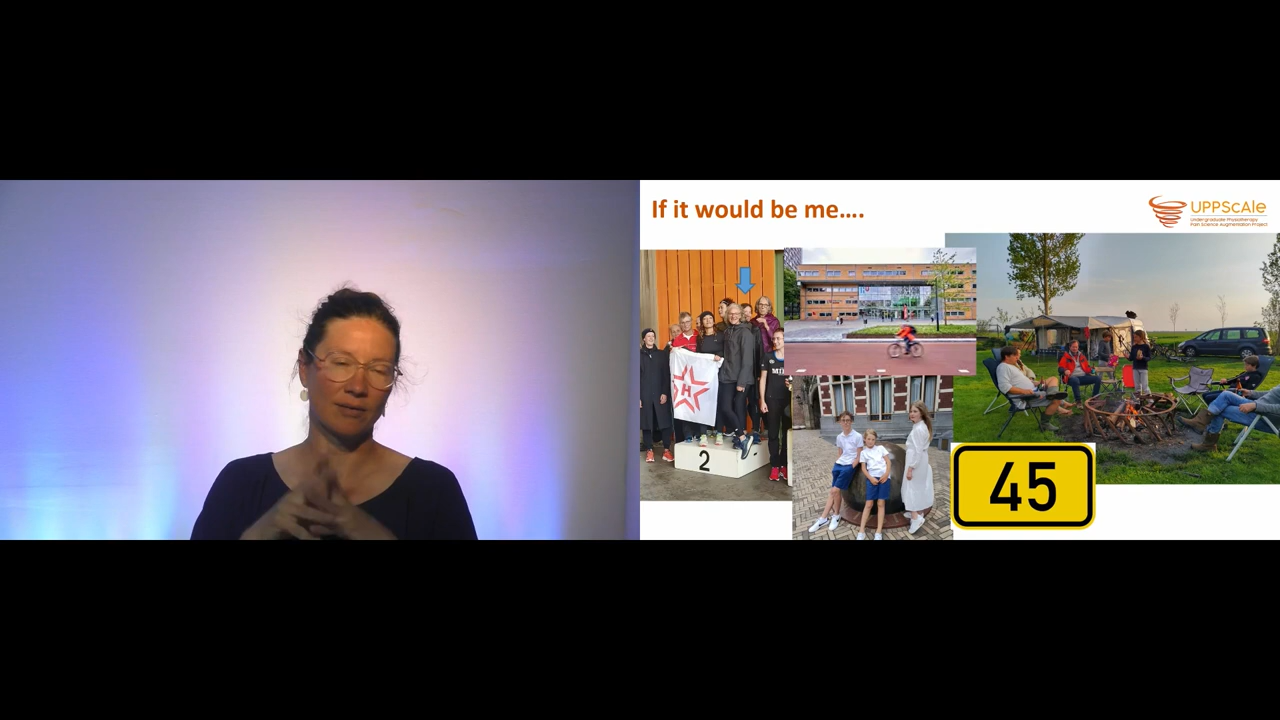 If it would be me....
UPPScale
Undergraduate Physiotherapy
Pain Science Augmentation Project
H
2
45